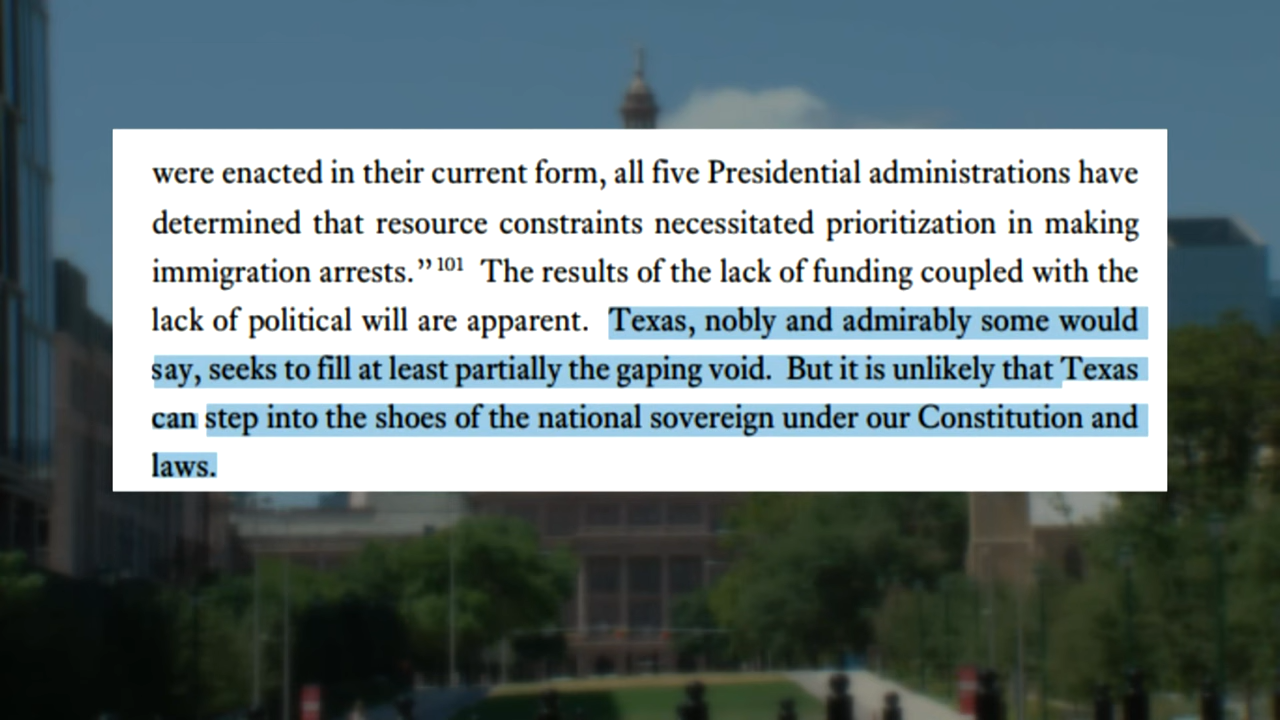 were enacted in their current form, all five Presidential administrations have
determined that resource constraints necessitated prioritization in making
immigration arrests.”101 The results of the lack of funding coupled with the
lack of political will are apparent. Texas, nobly and admirably some would
say, seeks to fill at least partially the gaping void. But it is unlikely that Texas
can step into the shoes of the national sovereign under our Constitution and
laws.